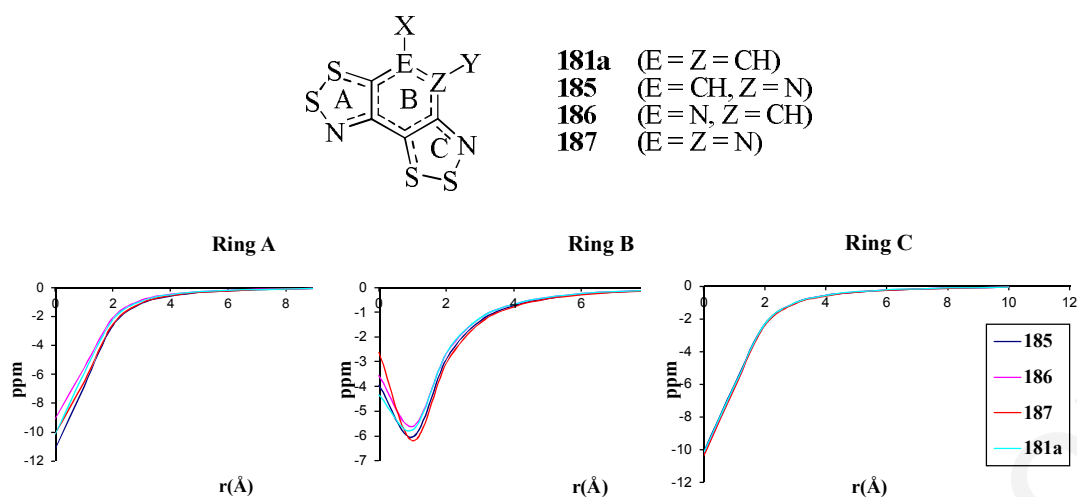 X
S E Y
A B Z
S
N C N
S S
181a (E = Z = CH)
185 (E = CH, Z = N)
186 (E = N, Z = CH)
187 (E = Z = N)
Ring A
0 2 4 6 8
0
-2
-4
-6
-8
-10
-12
ppm
r(Å)
Ring B
0 2 4 6
0
-1
-2
-3
-4
-5
-6
-7
ppm
r(Å)
Ring C
0 2 4 6 8 10 12
0
-2
-4
-6
-8
-10
-12
ppm
r(Å)
185
186
187
181a